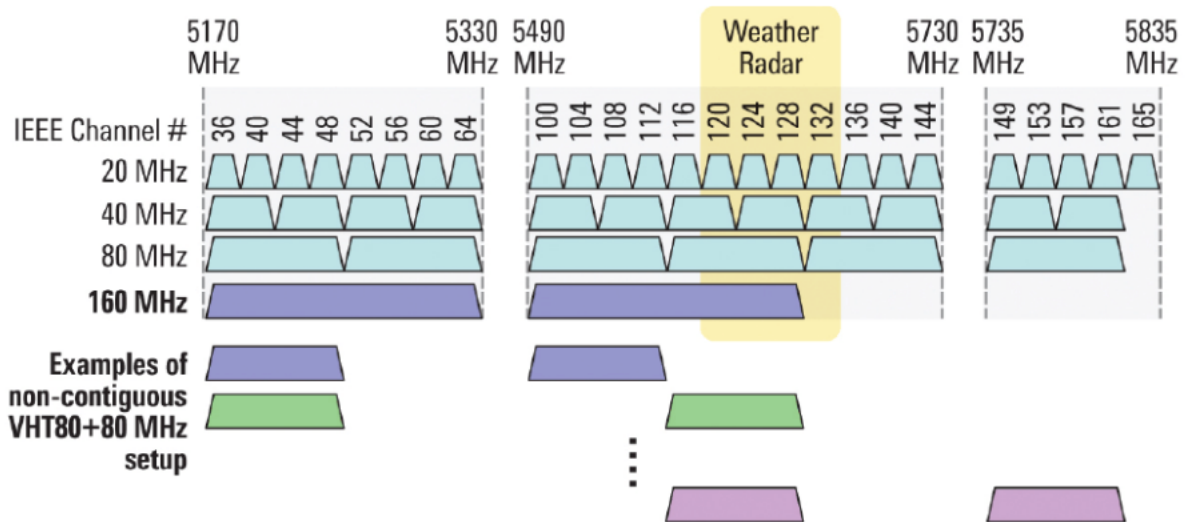 5170 MHz
5330 MHz
5490 MHz
Weather Radar
5730 MHz
5735 MHz
5835 MHz
IEEE Channel #
36 40 44 48 52 56 60 64 100 104 108 112 116 120 124 128 132 136 140 144 149 153 157 161 165
20 MHz
40 MHz
80 MHz
160 MHz
Examples of
non-contiguous
VHT80+80 MHz
setup